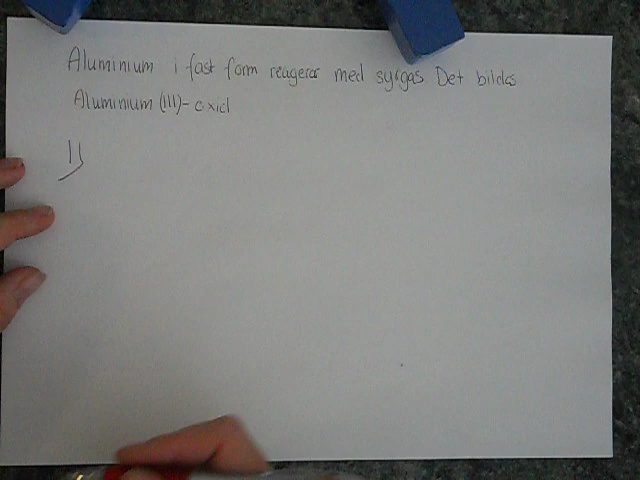 Aluminium i fast form reagerar med syrgas Det bildas
Aluminium (III)-oxid
1)